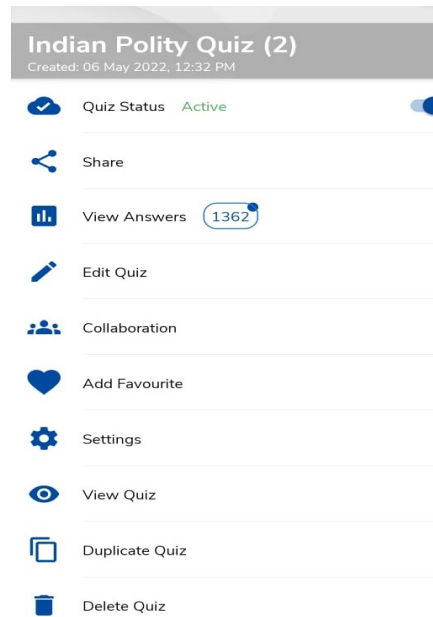 Indian Polity Quiz (2)
Created: 06 May 2022, 12:32 PM
Quiz Status Active
Share
View Answers 1362
Edit Quiz
Collaboration
Add Favourite
Settings
View Quiz
Duplicate Quiz
Delete Quiz